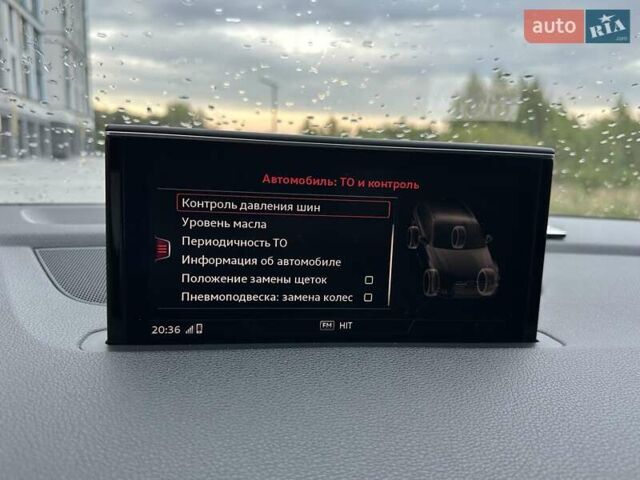 auto RIA
.com
Автомобиль: ТО и контроль
Контроль давления шин
Уровень масла
Периодичность ТО
Информация об автомобиле
Положение замены щеток
Пневмоподвеска: замена колес
20:36 FM HIT